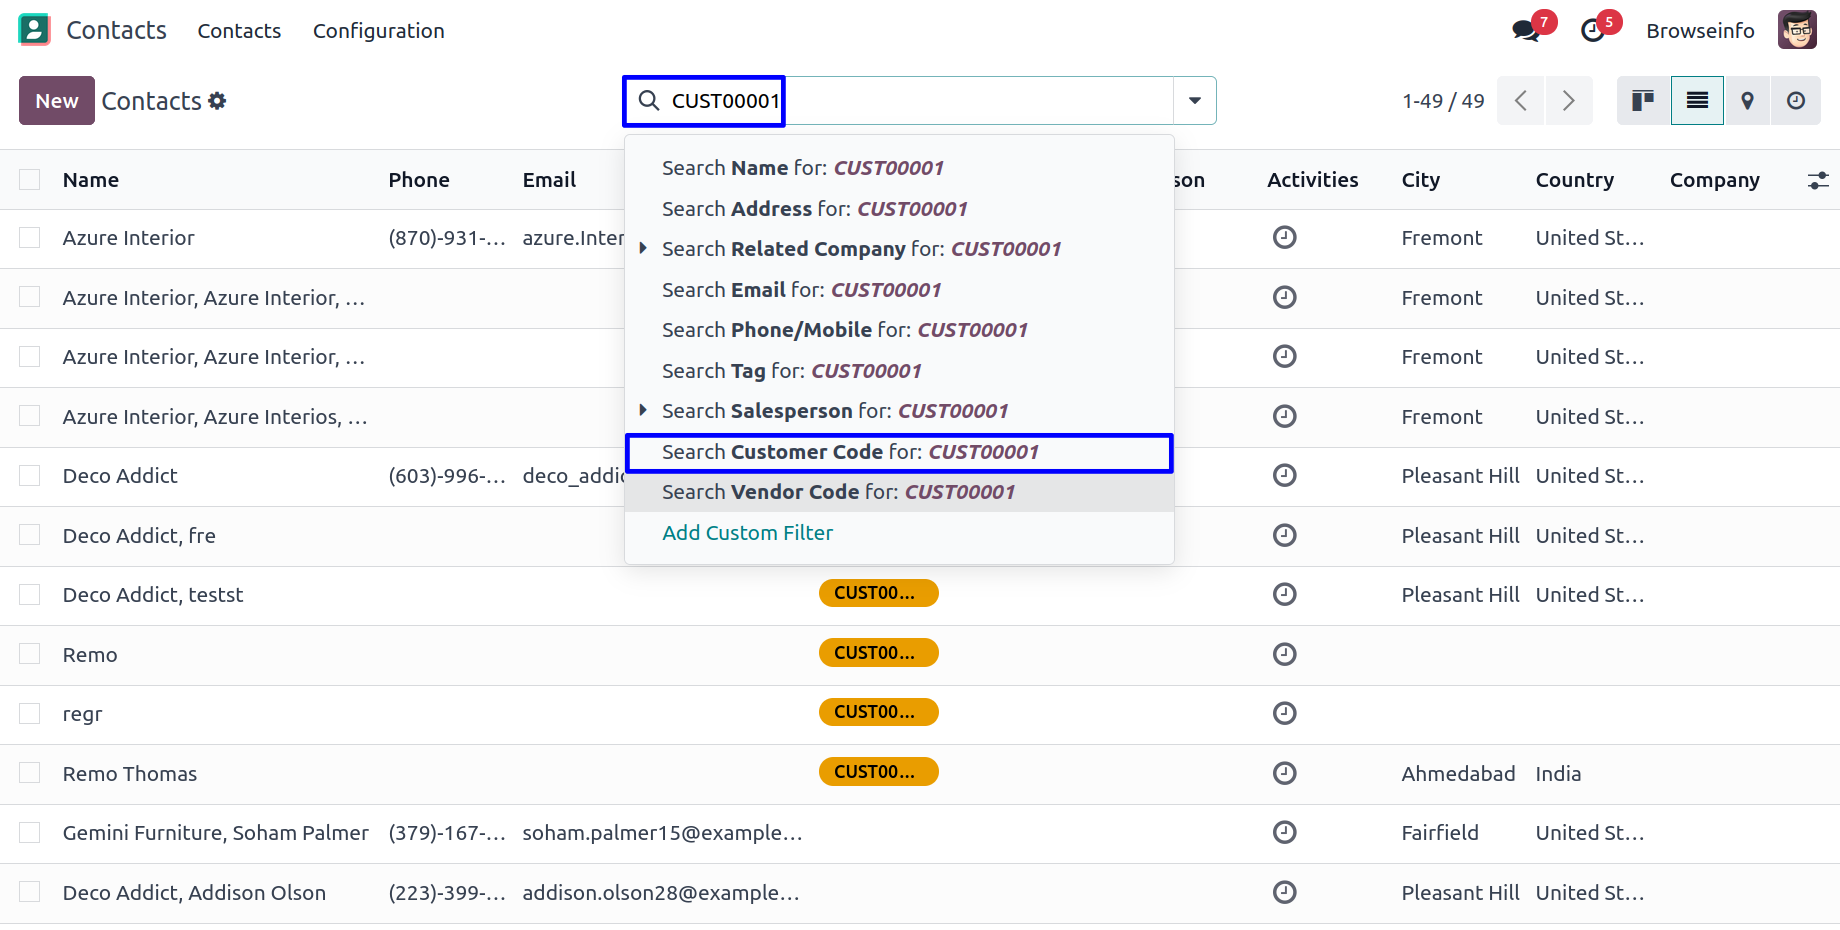 Contacts Contacts Configuration 7 5 Browseinfo
New Contacts CUST00001 1-49 / 49
Search Name for: CUST00001
Search Address for: CUST00001
Search Related Company for: CUST00001
Search Email for: CUST00001
Search Phone/Mobile for: CUST00001
Search Tag for: CUST00001
Search Salesperson for: CUST00001
Search Customer Code for: CUST00001
Search Vendor Code for: CUST00001
Add Custom Filter
Name Phone Email son Activities City Country Company
Azure Interior (870)-931-... azure.Inter Fremont United St...
Azure Interior, Azure Interior, ... Fremont United St...
Azure Interior, Azure Interior, ... Fremont United St...
Azure Interior, Azure Interios, ... Fremont United St...
Deco Addict (603)-996-... deco_addic Pleasant Hill United St...
Deco Addict, fre Pleasant Hill United St...
Deco Addict, testst CUST00... Pleasant Hill United St...
Remo CUST00...
regr CUST00...
Remo Thomas CUST00... Ahmedabad India
Gemini Furniture, Soham Palmer (379)-167-... soham.palmer15@example... Fairfield United St...
Deco Addict, Addison Olson (223)-399-... addison.olson28@example... Pleasant Hill United St...